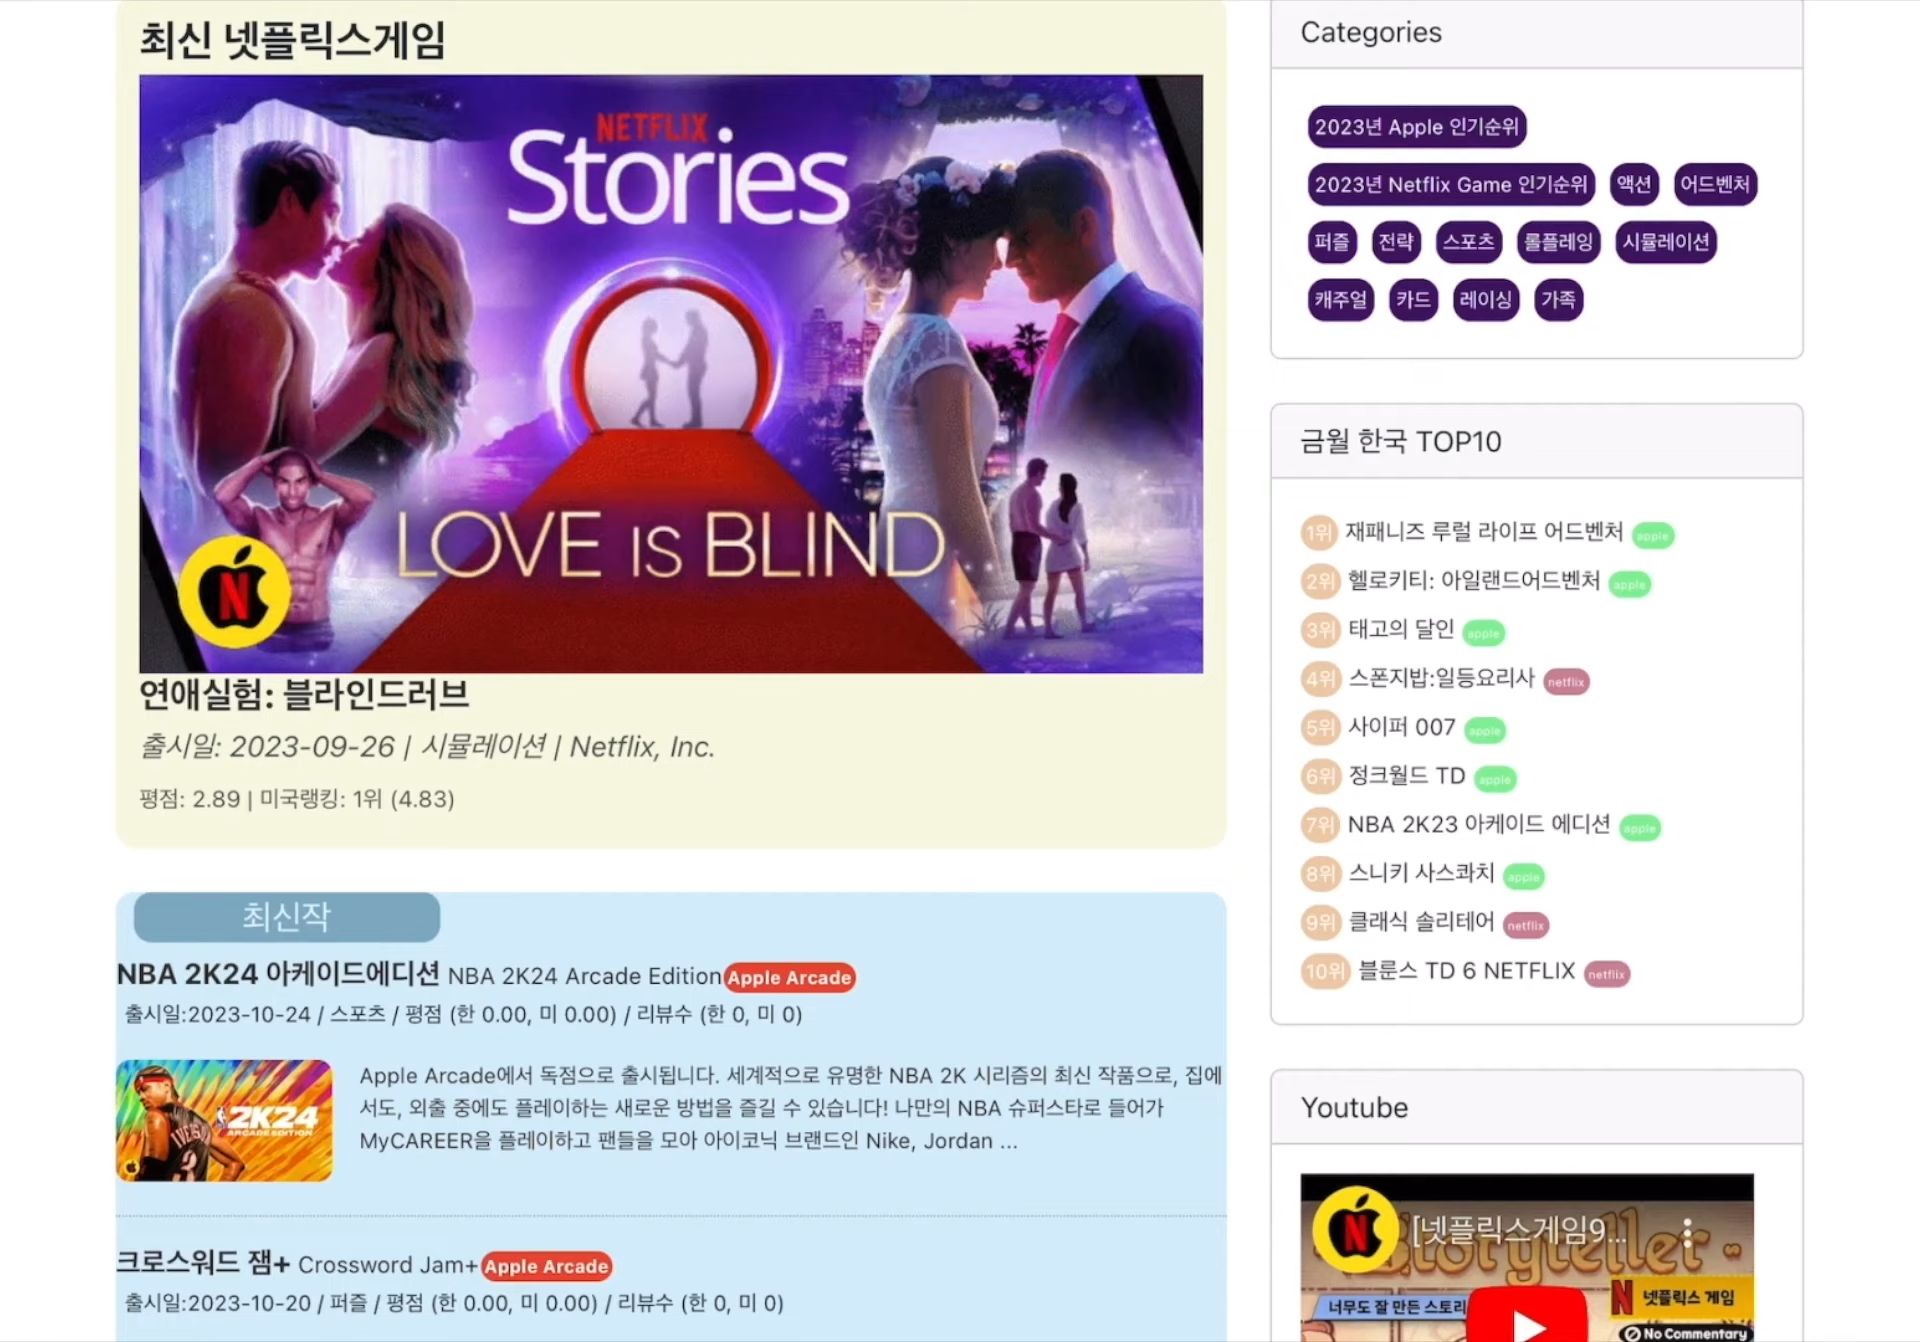 최신 넷플릭스게임
NETFLIX
Stories
LOVE IS BLIND
N
연애실험: 블라인드러브
출시일: 2023-09-26 | 시뮬레이션 | Netflix, Inc.
평점: 2.89 | 미국랭킹: 1위 (4.83)
최신작
NBA 2K24 아케이드에디션 NBA 2K24 Arcade Edition Apple Arcade
출시일:2023-10-24 / 스포츠 / 평점 (한 0.00, 미 0.00) / 리뷰수 (한 0, 미 0)
2K24
ARCADE EDITION
Apple Arcade에서 독점으로 출시됩니다. 세계적으로 유명한 NBA 2K 시리즈의 최신 작품으로, 집에
서도, 외출 중에도 플레이하는 새로운 방법을 즐길 수 있습니다! 나만의 NBA 슈퍼스타로 들어가
MyCAREER을 플레이하고 팬들을 모아 아이코닉 브랜드인 Nike, Jordan ...
크로스워드 잼+ Crossword Jam+ Apple Arcade
출시일:2023-10-20 / 퍼즐 / 평점 (한 0.00, 미 0.00) / 리뷰수 (한 0, 미 0)
Categories
2023년 Apple 인기순위
2023년 Netflix Game 인기순위 액션 어드벤처
퍼즐 전략 스포츠 롤플레잉 시뮬레이션
캐주얼 카드 레이싱 가족
금월 한국 TOP10
1위 재패니즈 루럴 라이프 어드벤처 apple
2위 헬로키티: 아일랜드어드벤처 apple
3위 태고의 달인 apple
4위 스폰지밥:일등요리사 netflix
5위 사이퍼 007 apple
6위 정크월드 TD apple
7위 NBA 2K23 아케이드 에디션 apple
8위 스니키 사스콰치 apple
9위 클래식 솔리테어 netflix
10위 블룬스 TD 6 NETFLIX netflix
Youtube
N
[넷플릭스게임9...
Storyteller
너무도 잘 만든 스토리
N 넷플릭스 게임
No Commentary